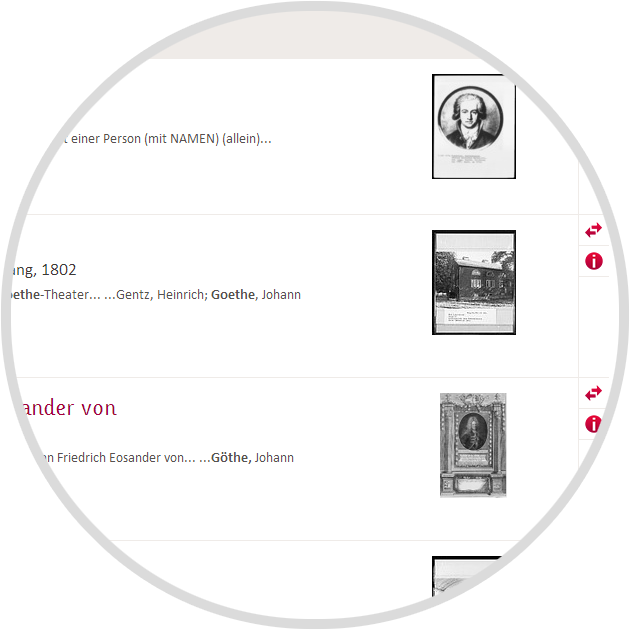 einer Person (mit NAMEN) (allein)...
ung, 1802
oethe-Theater... ...Gentz, Heinrich; Goethe, Johann
ander von
Friedrich Eosander von... ...Göthe, Johann